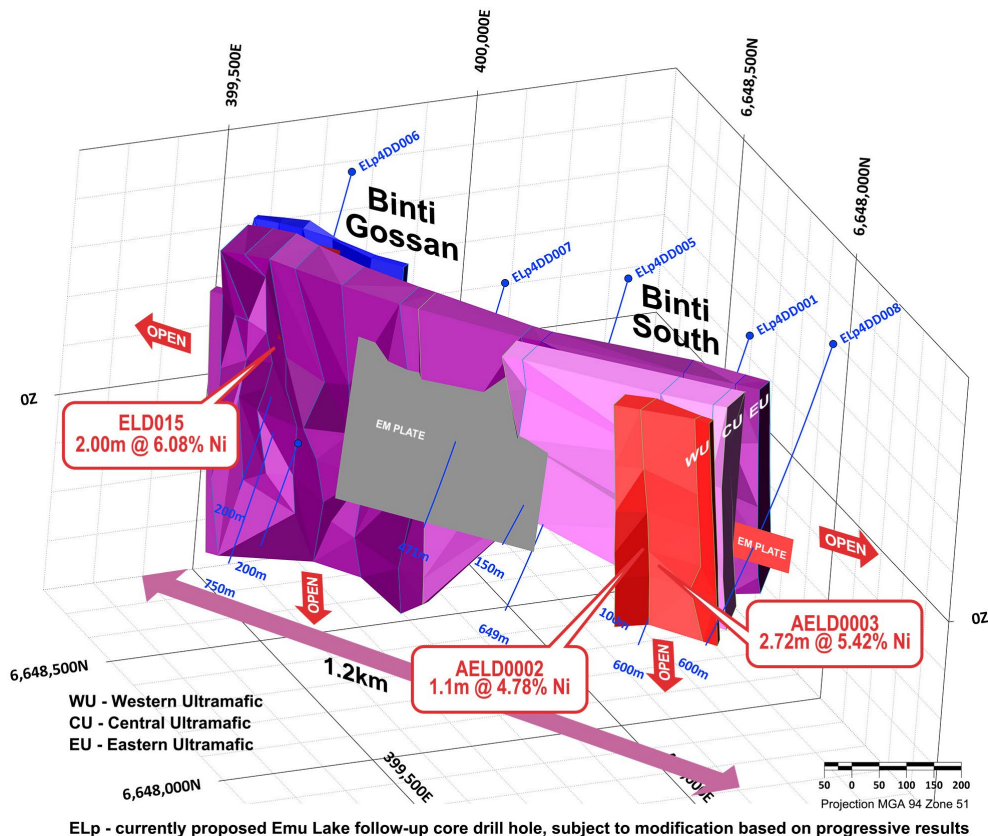 399,500E
400,000E
6,648,500N
6,648,000N
ELp4DD006
Binti
Gossan
ELp4DD007
ELp4DD005
Binti
South
ELp4DD001
ELp4DD008
OPEN
0Z
ELD015
2.00m @ 6.08% Ni
EM PLATE
WU
CU
EU
200m
200m
750m
471m
150m
649m
100m
600m
600m
EM PLATE
OPEN
OPEN
OPEN
AELD0003
2.72m @ 5.42% Ni
AELD0002
1.1m @ 4.78% Ni
0Z
6,648,500N
1.2km
WU - Western Ultramafic
CU - Central Ultramafic
EU - Eastern Ultramafic
6,648,000N
399,500E
50 0 50 100 150 200
Projection MGA 94 Zone 51
ELp - currently proposed Emu Lake follow-up core drill hole, subject to modification based on progressive results